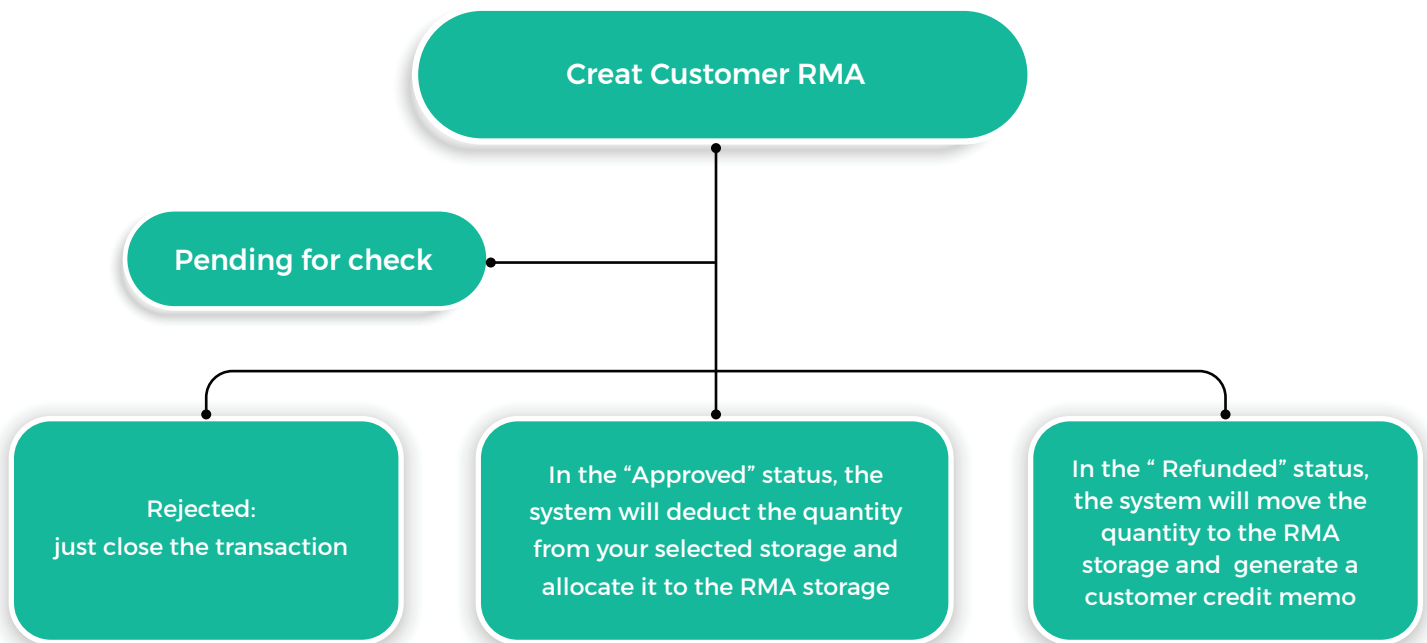 Creat Customer RMA
Pending for check
Rejected:
just close the transaction
In the “Approved” status, the
system will deduct the quantity
from your selected storage and
allocate it to the RMA storage
In the “ Refunded” status,
the system will move the
quantity to the RMA
storage and  generate a
customer credit memo